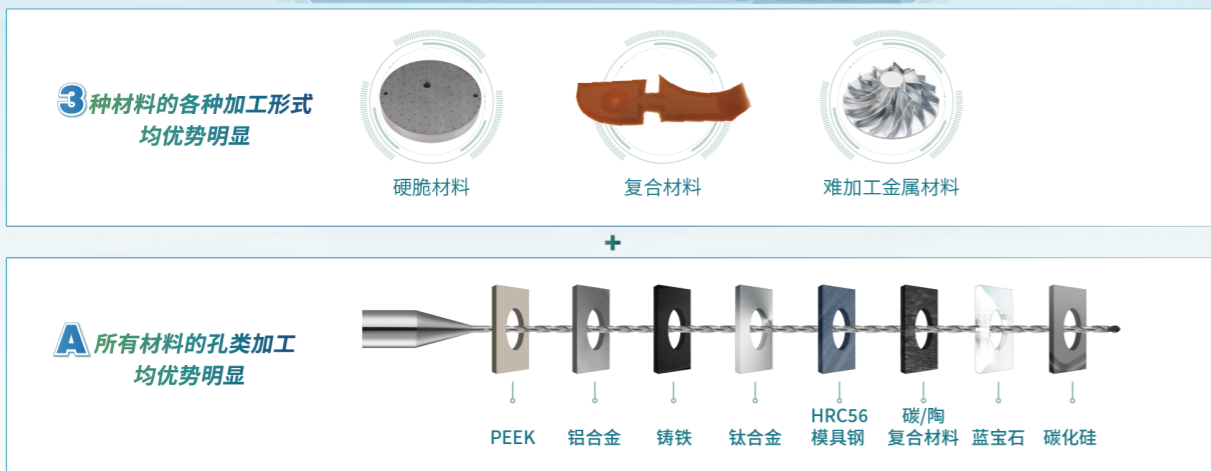 3种材料的各种加工形式
均优势明显
硬脆材料
复合材料
难加工金属材料
+
A所有材料的孔类加工
均优势明显
PEEK
铝合金
铸铁
钛合金
HRC56
模具钢
碳/陶
复合材料
蓝宝石
碳化硅